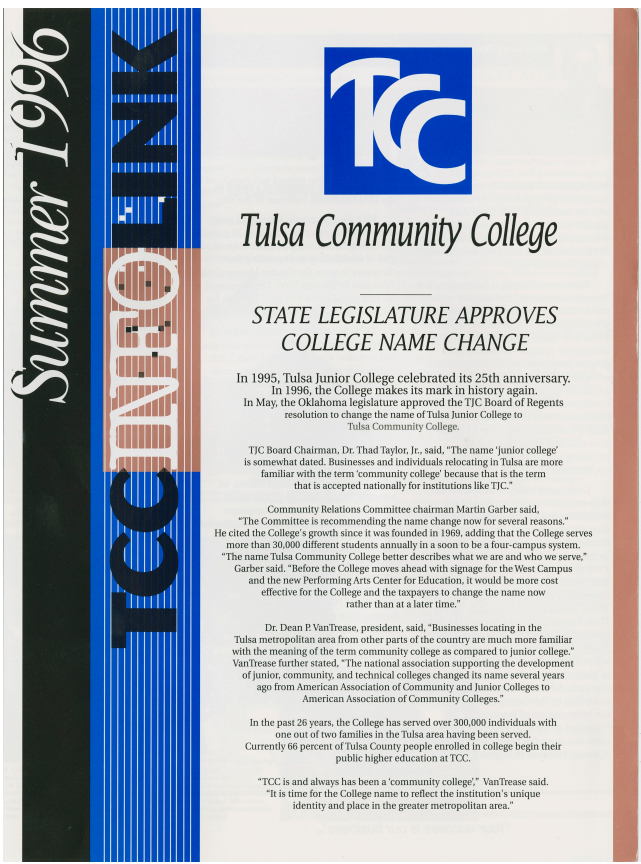 Summer 1996
TCC INFO LINK
TCC
Tulsa Community College
STATE LEGISLATURE APPROVES
COLLEGE NAME CHANGE
In 1995, Tulsa Junior College celebrated its 25th anniversary.
In 1996, the College makes its mark in history again.
In May, the Oklahoma legislature approved the TJC Board of Regents
resolution to change the name of Tulsa Junior College to
Tulsa Community College.
TJC Board Chairman, Dr. Thad Taylor, Jr., said, “The name ‘junior college’
is somewhat dated. Businesses and individuals relocating in Tulsa are more
familiar with the term ‘community college’ because that is the term
that is accepted nationally for institutions like TJC.”
Community Relations Committee chairman Martin Garber said,
“The Committee is recommending the name change now for several reasons.”
He cited the College’s growth since it was founded in 1969, adding that the College serves
more than 30,000 different students annually in a soon to be a four-campus system.
“The name Tulsa Community College better describes what we are and who we serve,”
Garber said. “Before the College moves ahead with signage for the West Campus
and the new Performing Arts Center for Education, it would be more cost
effective for the College and the taxpayers to change the name now
rather than at a later time.”
Dr. Dean P. VanTrease, president, said, “Businesses locating in the
Tulsa metropolitan area from other parts of the country are much more familiar
with the meaning of the term community college as compared to junior college.”
VanTrease further stated, “The national association supporting the development
of junior, community, and technical colleges changed its name several years
ago from American Association of Community and Junior Colleges to
American Association of Community Colleges.”
In the past 26 years, the College has served over 300,000 individuals with
one out of two families in the Tulsa area having been served.
Currently 66 percent of Tulsa County people enrolled in college begin their
public higher education at TCC.
“TCC is and always has been a ‘community college’,” VanTrease said.
“It is time for the College name to reflect the institution’s unique
identity and place in the greater metropolitan area.”